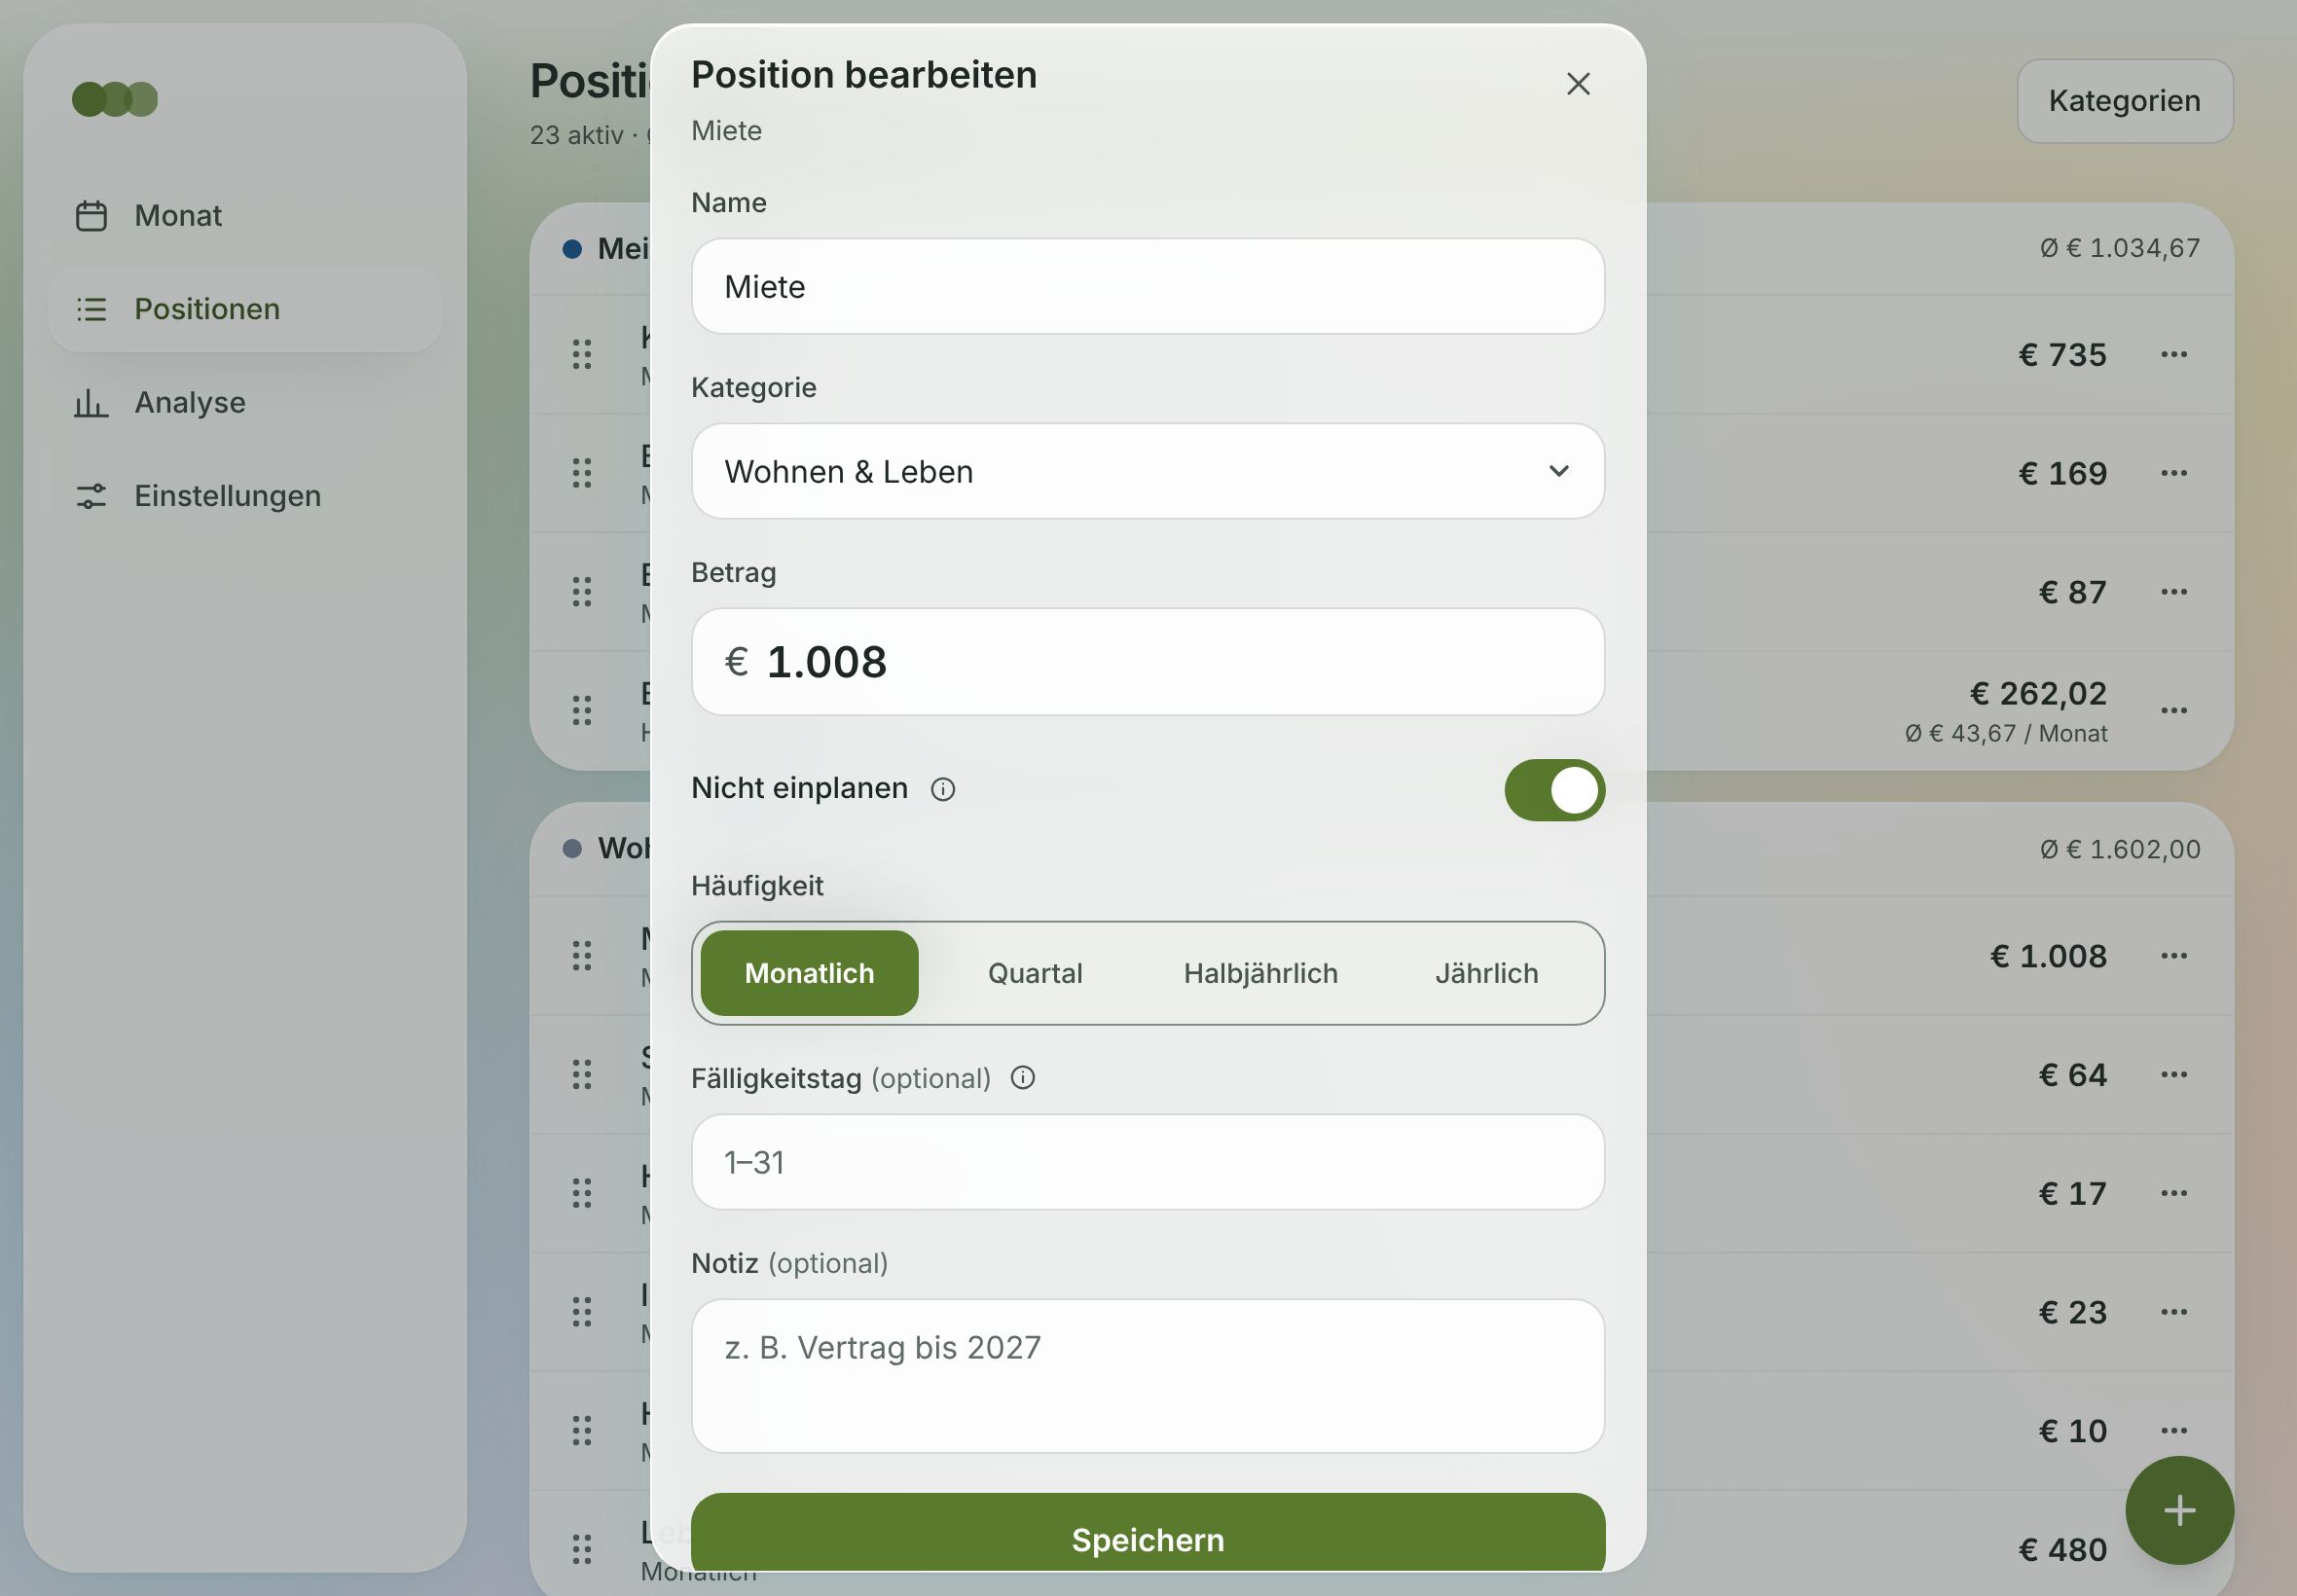 Monat
Positionen
Analyse
Einstellungen
23 aktiv ·
Kategorien
Ø € 1.034,67
€ 735
€ 169
€ 87
€ 262,02
Ø € 43,67 / Monat
Ø € 1.602,00
€ 1.008
€ 64
€ 17
€ 23
€ 10
€ 480
Monatlich
Position bearbeiten
Miete
Name
Miete
Kategorie
Wohnen & Leben
Betrag
€ 1.008
Nicht einplanen
Häufigkeit
Monatlich Quartal Halbjährlich Jährlich
Fälligkeitstag (optional)
1–31
Notiz (optional)
z. B. Vertrag bis 2027
Speichern